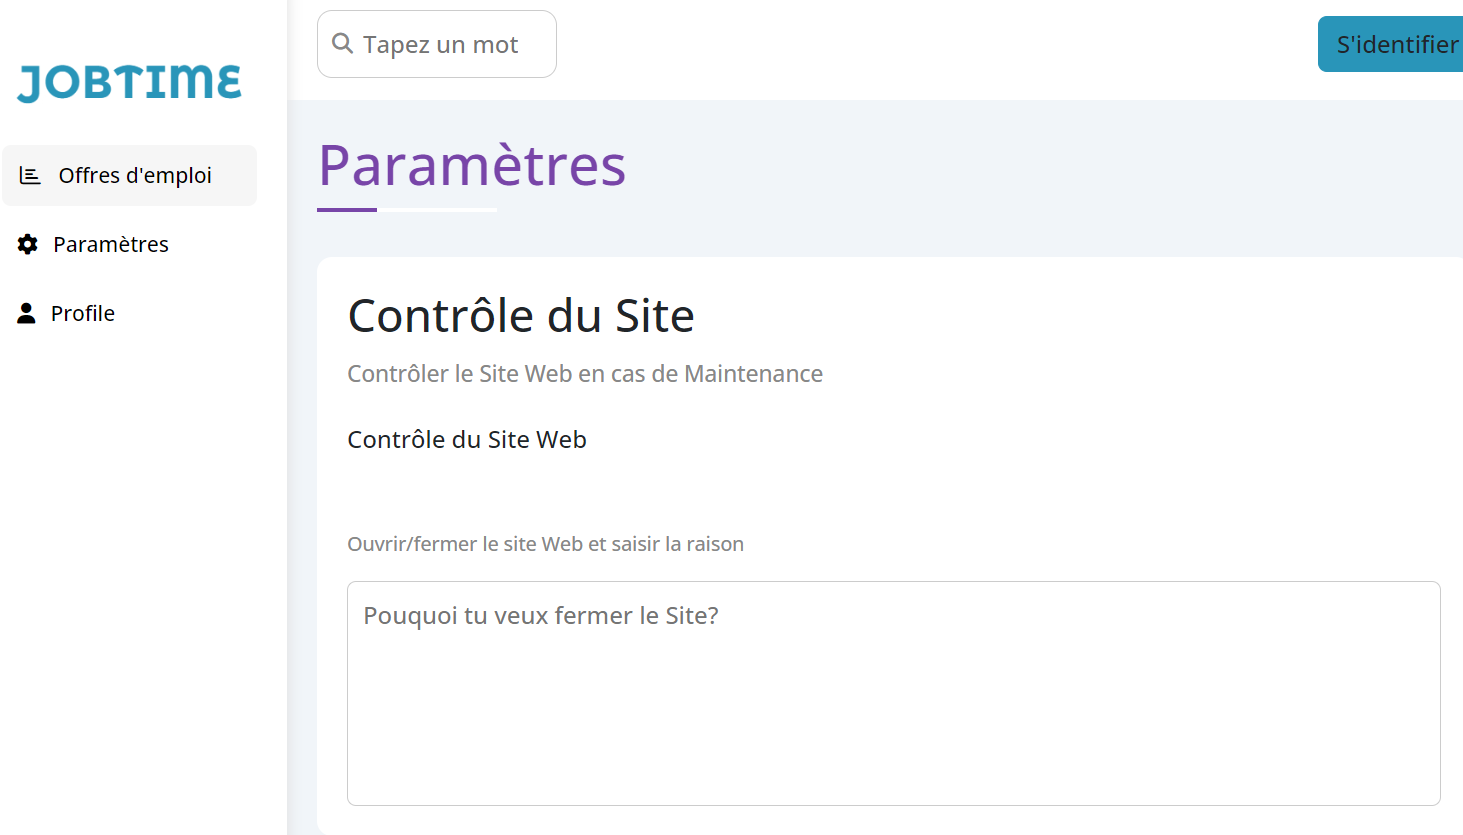 JOBTIME
Offres d'emploi
Paramètres
Profile
Tapez un mot
S'identifier
Paramètres
Contrôle du Site
Contrôler le Site Web en cas de Maintenance
Contrôle du Site Web
Ouvrir/fermer le site Web et saisir la raison
Pouquoi tu veux fermer le Site?